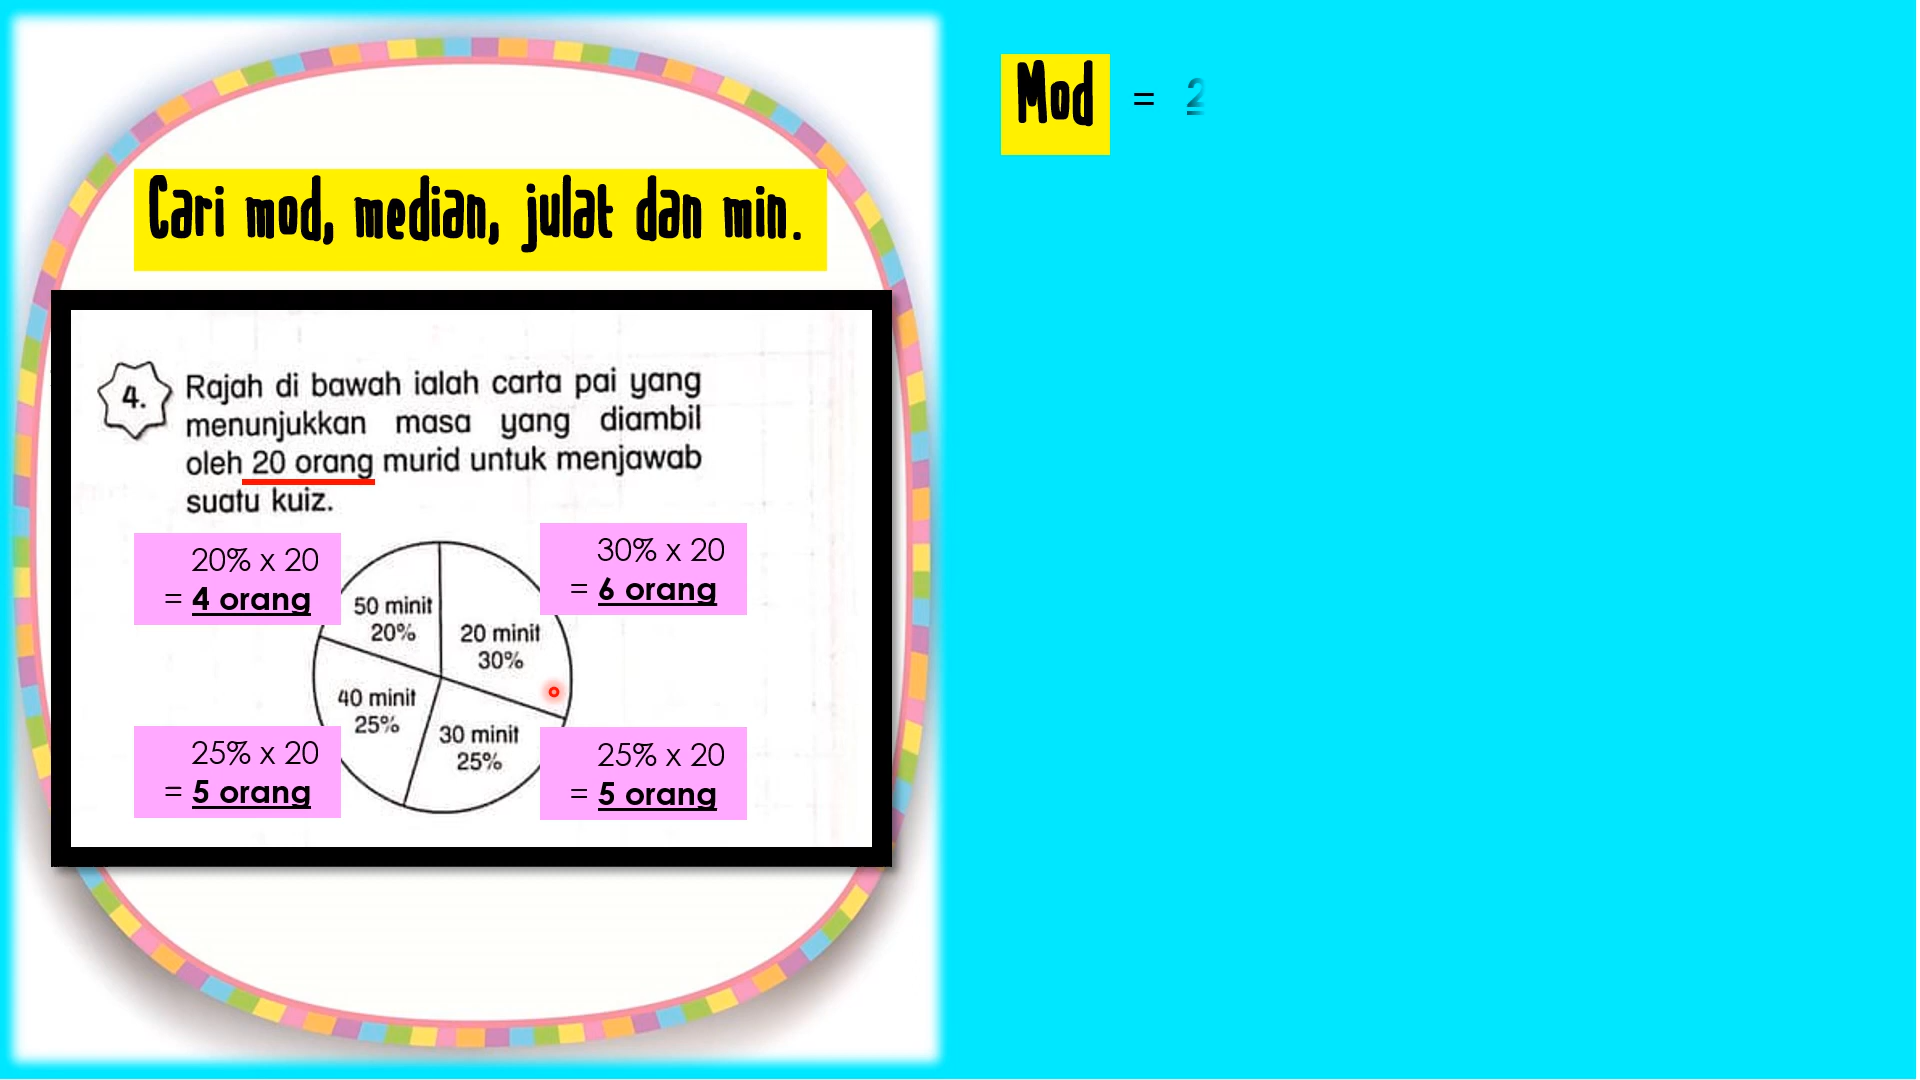 Cari mod, median, julat dan min.
4.
Rajah di bawah ialah carta pai yang
menunjukkan masa yang diambil
oleh 20 orang murid untuk menjawab
suatu kuiz.
20% x 20
= 4 orang
30% x 20
= 6 orang
50 minit
20%
20 minit
30%
40 minit
25%
30 minit
25%
25% x 20
= 5 orang
25% x 20
= 5 orang
Mod = 2